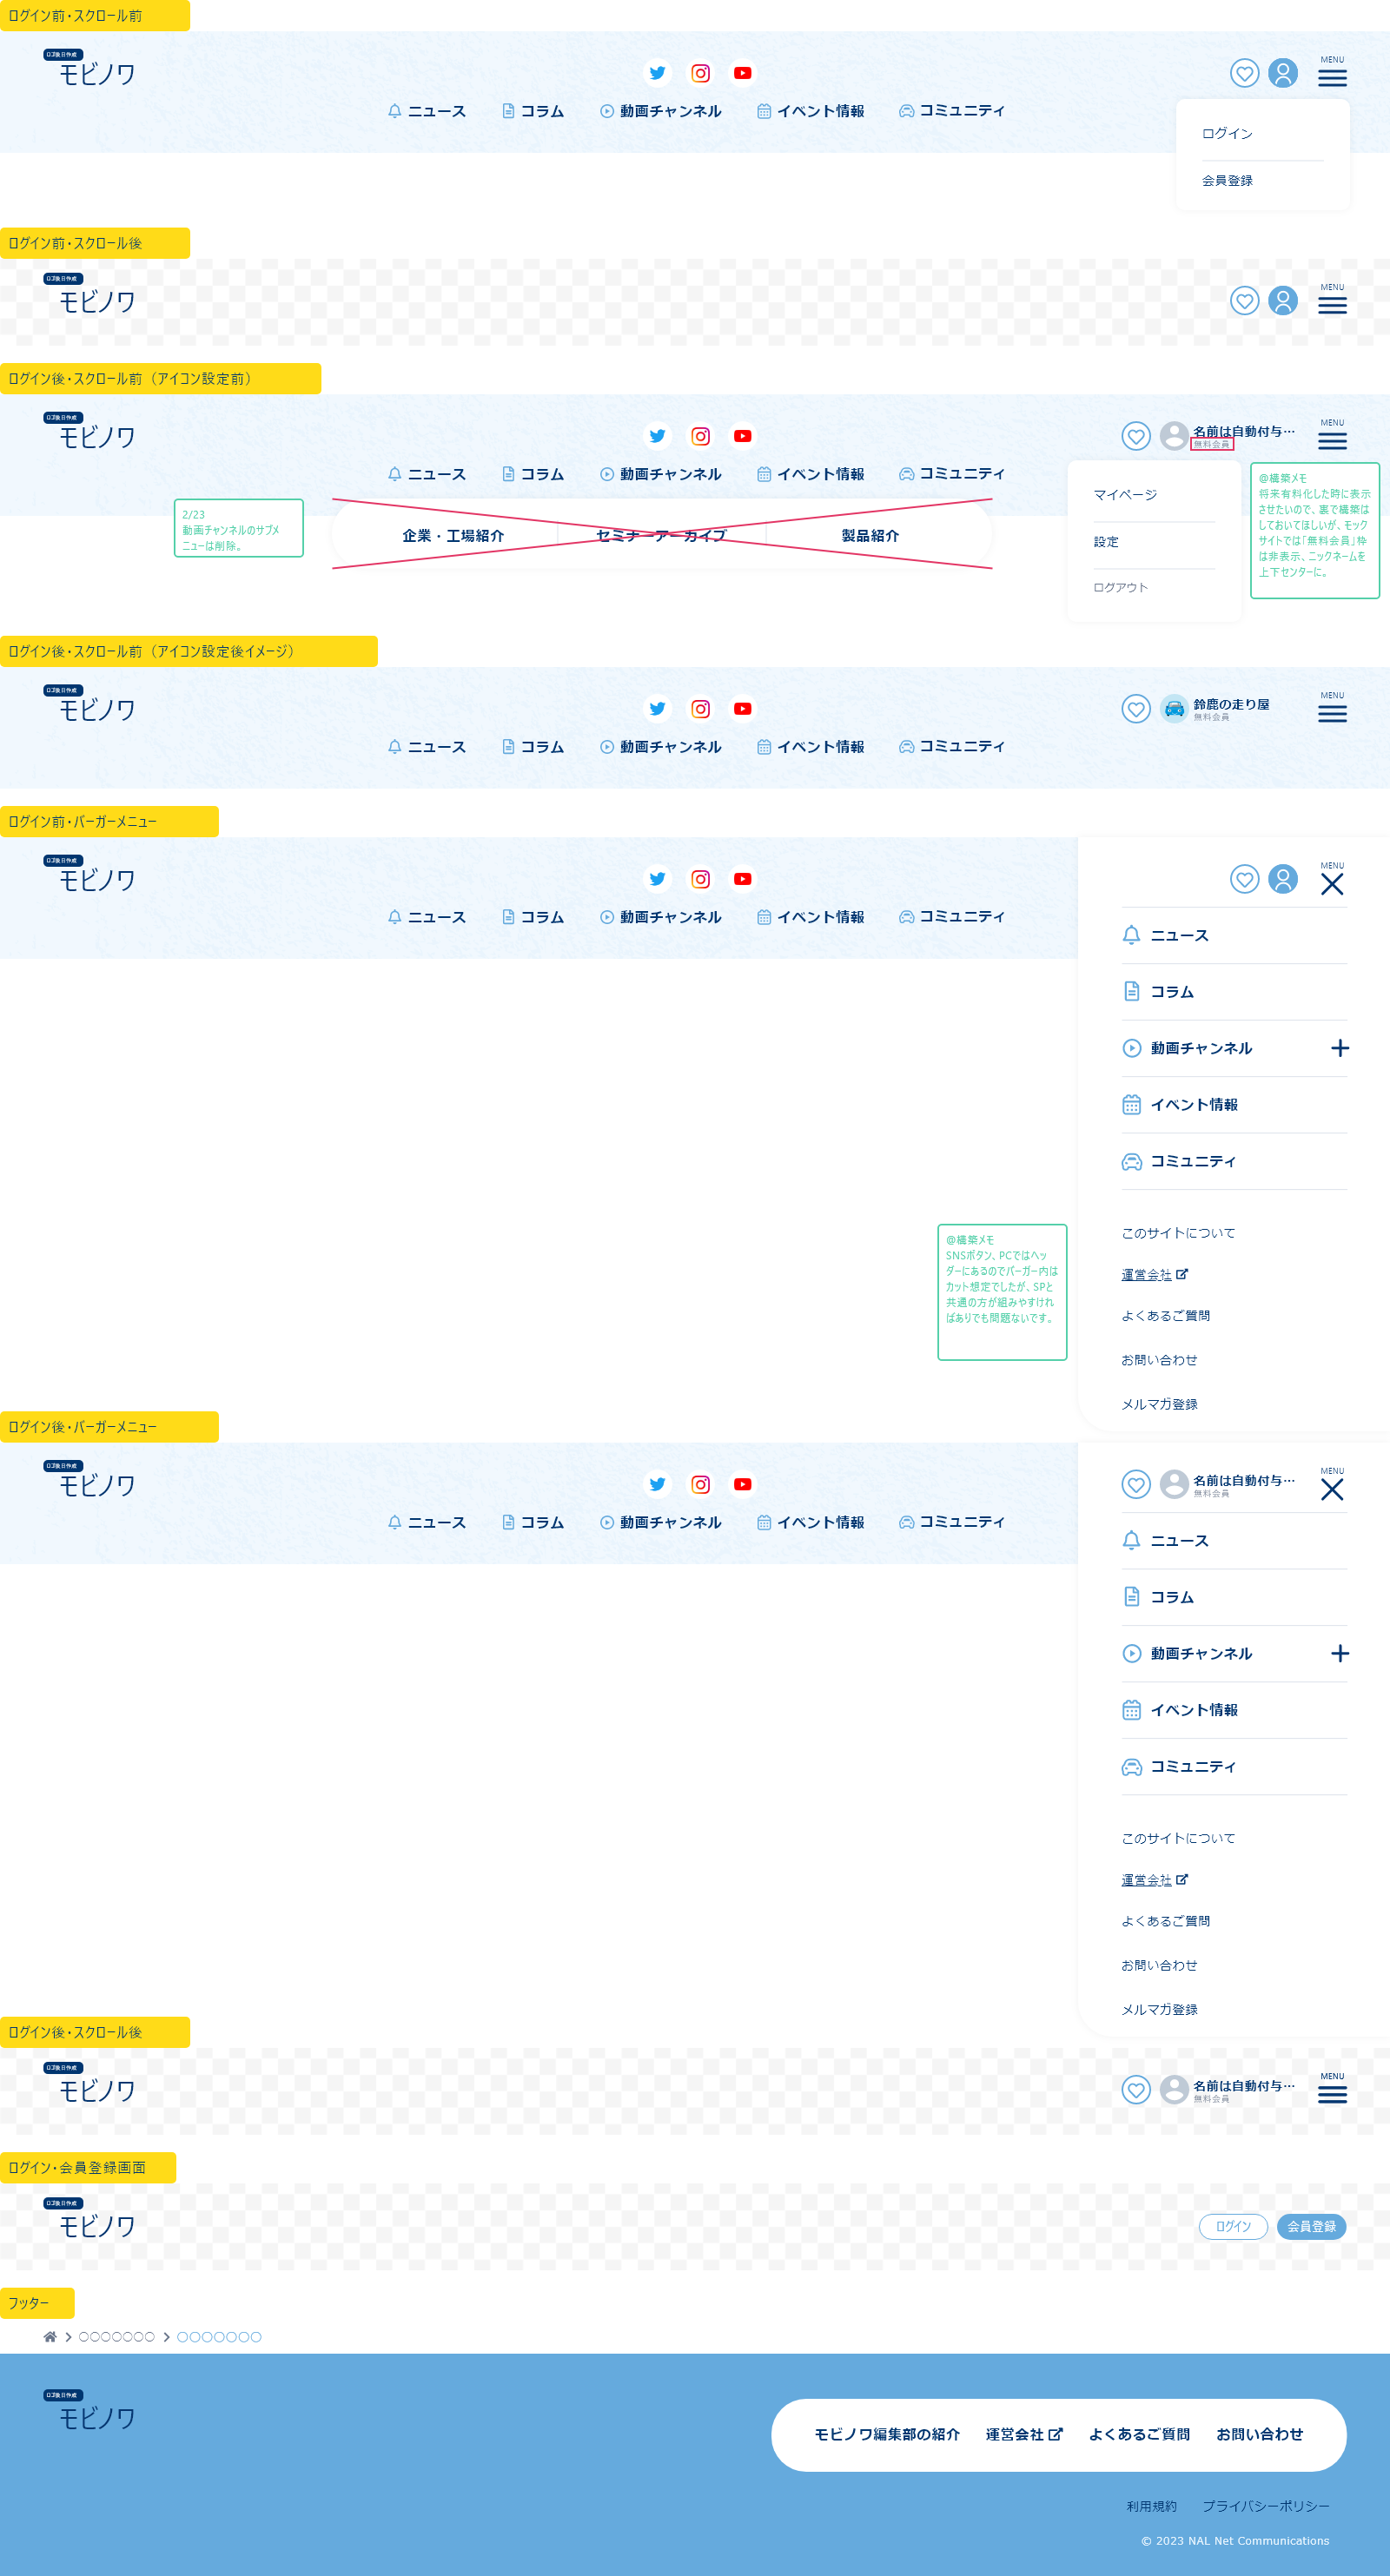 ログイン前・スクロール前
ロゴ後日作成
モビノワ
MENU
ニュース
コラム
動画チャンネル
イベント情報
コミュニティ
ログイン
会員登録
ログイン前・スクロール後
ロゴ後日作成
モビノワ
MENU
ログイン後・スクロール前（アイコン設定前）
ロゴ後日作成
モビノワ
名前は自動付与…
無料会員
MENU
ニュース
コラム
動画チャンネル
イベント情報
コミュニティ
2/23
動画チャンネルのサブメ
ニューは削除。
企業・工場紹介
セミナーアーカイブ
製品紹介
マイページ
設定
ログアウト
@構築メモ
将来有料化した時に表示
させたいので、裏で構築は
しておいてほしいが、モック
サイトでは「無料会員」枠
は非表示、ニックネームを
上下センターに。
ログイン後・スクロール前（アイコン設定後イメージ）
ロゴ後日作成
モビノワ
鈴鹿の走り屋
無料会員
MENU
ニュース
コラム
動画チャンネル
イベント情報
コミュニティ
ログイン前・バーガーメニュー
ロゴ後日作成
モビノワ
ニュース
コラム
動画チャンネル
イベント情報
コミュニティ
MENU
ニュース
コラム
動画チャンネル
イベント情報
コミュニティ
このサイトについて
運営会社
よくあるご質問
お問い合わせ
メルマガ登録
@構築メモ
SNSボタン、PCではヘッ
ダーにあるのでバーガー内は
カット想定でしたが、SPと
共通の方が組みやすけれ
ばありでも問題ないです。
ログイン後・バーガーメニュー
ロゴ後日作成
モビノワ
ニュース
コラム
動画チャンネル
イベント情報
コミュニティ
名前は自動付与…
無料会員
MENU
ニュース
コラム
動画チャンネル
イベント情報
コミュニティ
このサイトについて
運営会社
よくあるご質問
お問い合わせ
メルマガ登録
ログイン後・スクロール後
ロゴ後日作成
モビノワ
名前は自動付与…
無料会員
MENU
ログイン・会員登録画面
ロゴ後日作成
モビノワ
ログイン
会員登録
フッター
〇〇〇〇〇〇〇
〇〇〇〇〇〇〇
ロゴ後日作成
モビノワ
モビノワ編集部の紹介
運営会社
よくあるご質問
お問い合わせ
利用規約
プライバシーポリシー
© 2023 NAL Net Communications